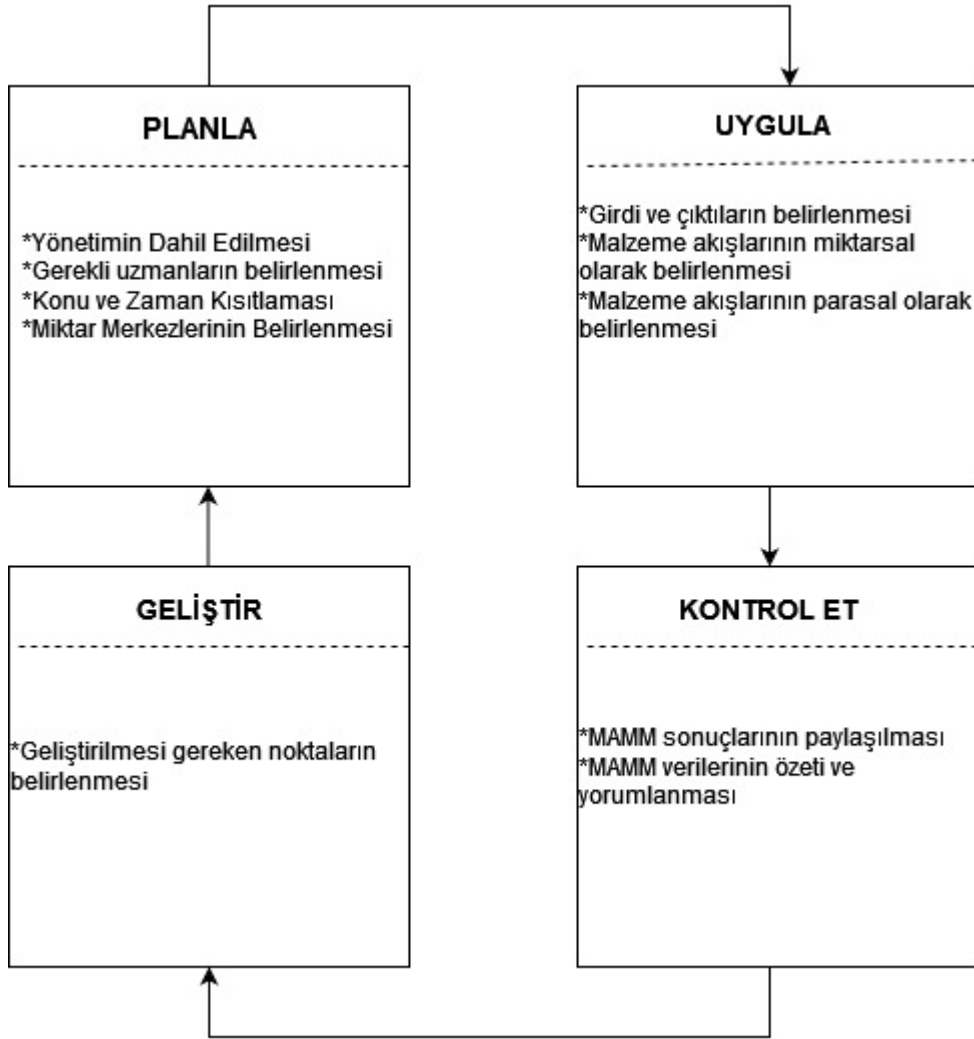 PLANLA
*Yönetimin Dahil Edilmesi
*Gerekli uzmanların belirlenmesi
*Konu ve Zaman Kısıtlaması
*Miktar Merkezlerinin Belirlenmesi
UYGULA
*Girdi ve çıktıların belirlenmesi
*Malzeme akışlarının miktarsal
olarak belirlenmesi
*Malzeme akışlarının parasal olarak
belirlenmesi
GELİŞTİR
*Geliştirilmesi gereken noktaların
belirlenmesi
KONTROL ET
*MAMM sonuçlarının paylaşılması
*MAMM verilerinin özeti ve
yorumlanması